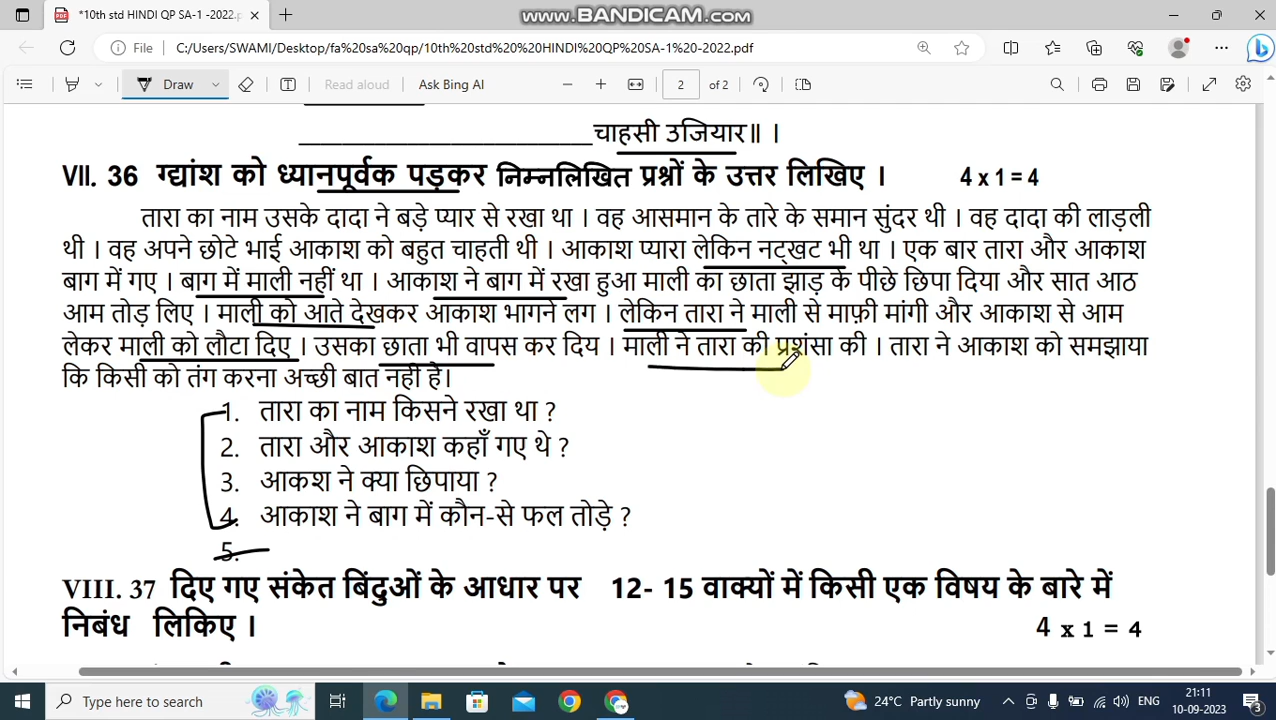 *10th std HINDI QP SA-1 -2022.p
www.BANDICAM.com
File C:/Users/SWAMI/Desktop/fa%20sa%20qp/10th%20std%20%20HINDI%20QP%20SA-1%20-2022.pdf
Draw Read aloud Ask Bing AI 2 of 2
____________________चाहसी उजियार॥ ।
VII. 36 ग्द्यांश को ध्यानपूर्वक पड़कर निम्नलिखित प्रश्नों के उत्तर लिखिए । 4 x 1 = 4
तारा का नाम उसके दादा ने बड़े प्यार से रखा था । वह आसमान के तारे के समान सुंदर थी । वह दादा की लाड़ली
थी । वह अपने छोटे भाई आकाश को बहुत चाहती थी । आकाश प्यारा लेकिन नट्खट भी था । एक बार तारा और आकाश
बाग में गए । बाग में माली नहीं था । आकाश ने बाग में रखा हुआ माली का छाता झाड़ के पीछे छिपा दिया और सात आठ
आम तोड़ लिए । माली को आते देखकर आकाश भागने लग । लेकिन तारा ने माली से माफ़ी मांगी और आकाश से आम
लेकर माली को लौटा दिए । उसका छाता भी वापस कर दिय । माली ने तारा की प्रशंसा की । तारा ने आकाश को समझाया
कि किसी को तंग करना अच्छी बात नहीं है।
1. तारा का नाम किसने रखा था ?
2. तारा और आकाश कहाँ गए थे ?
3. आकश ने क्या छिपाया ?
4. आकाश ने बाग में कौन-से फल तोड़े ?
5.
VIII. 37 दिए गए संकेत बिंदुओं के आधार पर 12- 15 वाक्यों में किसी एक विषय के बारे में
निबंध लिकिए । 4 x 1 = 4
Type here to search 24°C Partly sunny ENG 21:11
10-09-2023 3